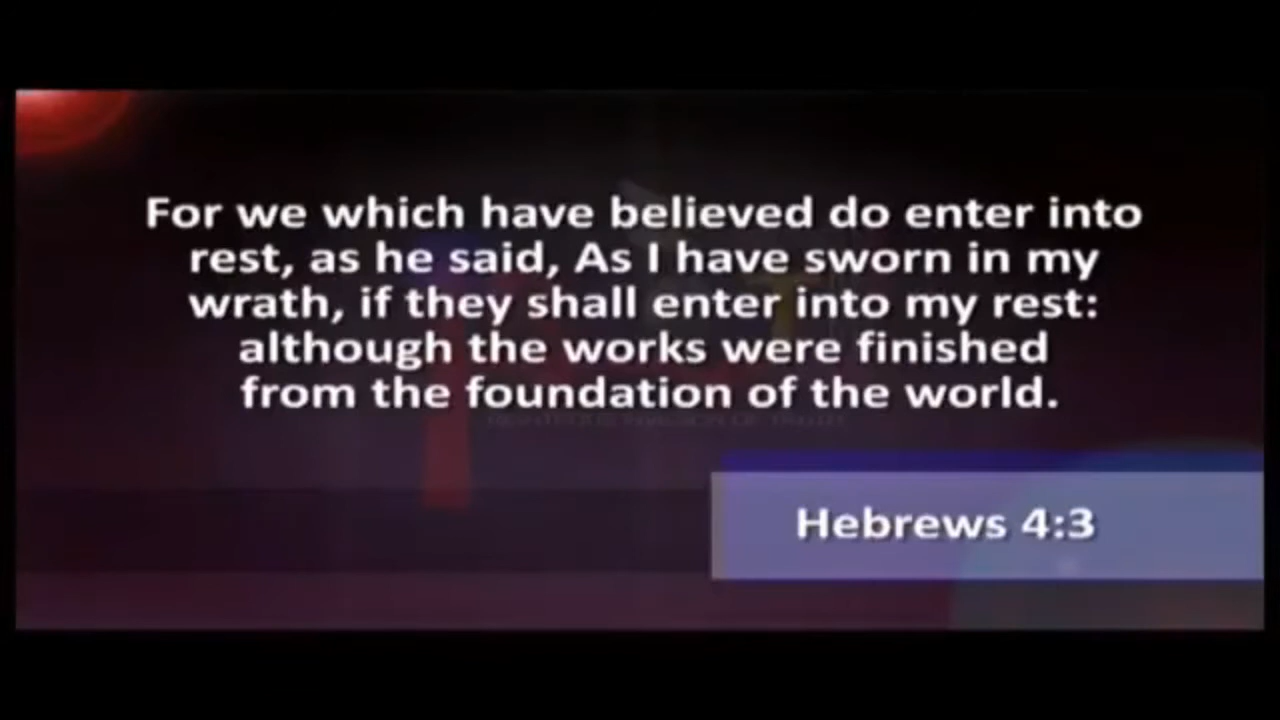 For we which have believed do enter into
rest, as he said, As I have sworn in my
wrath, if they shall enter into my rest:
although the works were finished
from the foundation of the world.
Hebrews 4:3